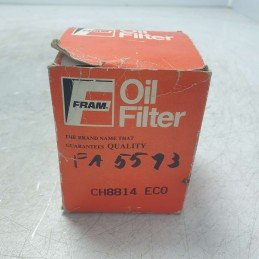 FRAM
Oil
Filter
THE BRAND NAME THAT
GUARANTEES QUALITY
FA 5593
CH8814 ECO